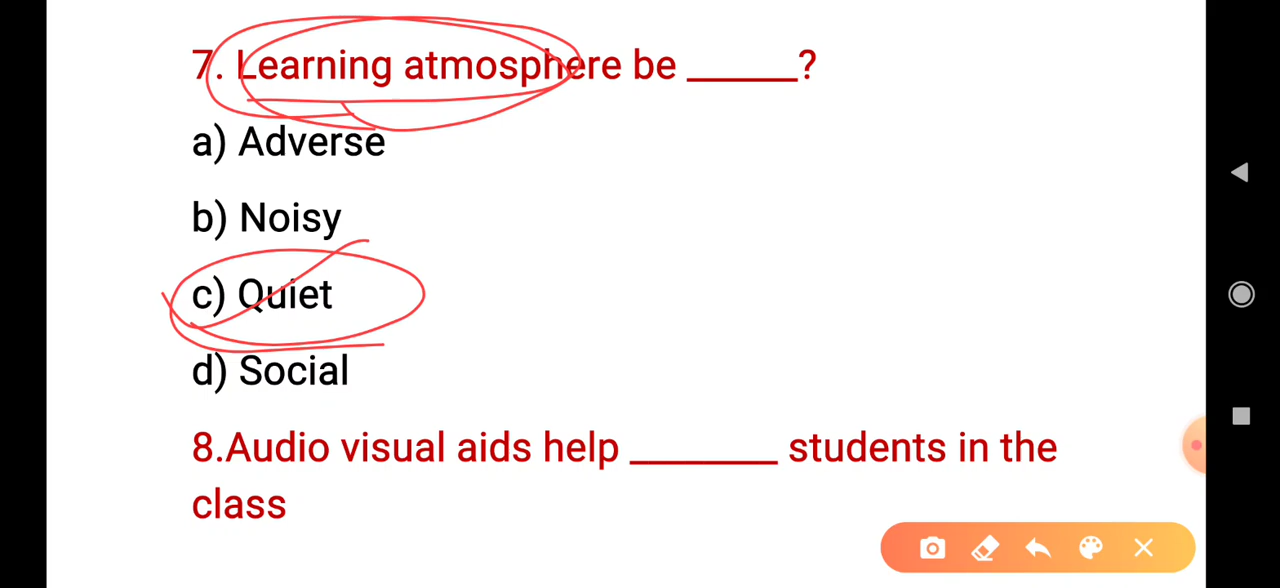 7. Learning atmosphere be ______?
a) Adverse
b) Noisy
c) Quiet
d) Social
8.Audio visual aids help ________ students in the
class